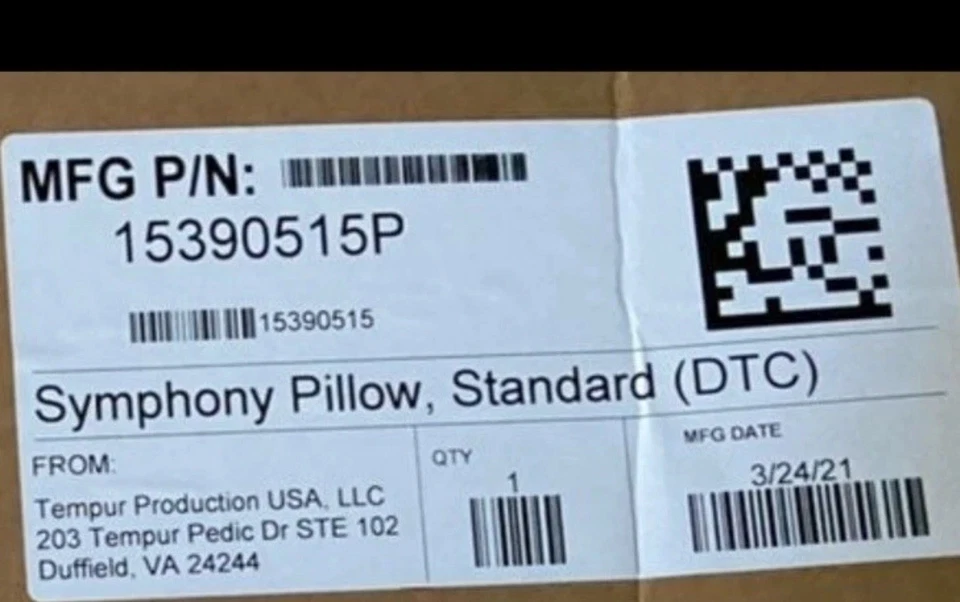 MFG P/N:
15390515P
15390515
Symphony Pillow, Standard (DTC)
FROM:
Tempur Production USA, LLC
203 Tempur Pedic Dr STE 102
Duffield, VA 24244
QTY
1
MFG DATE
3/24/21